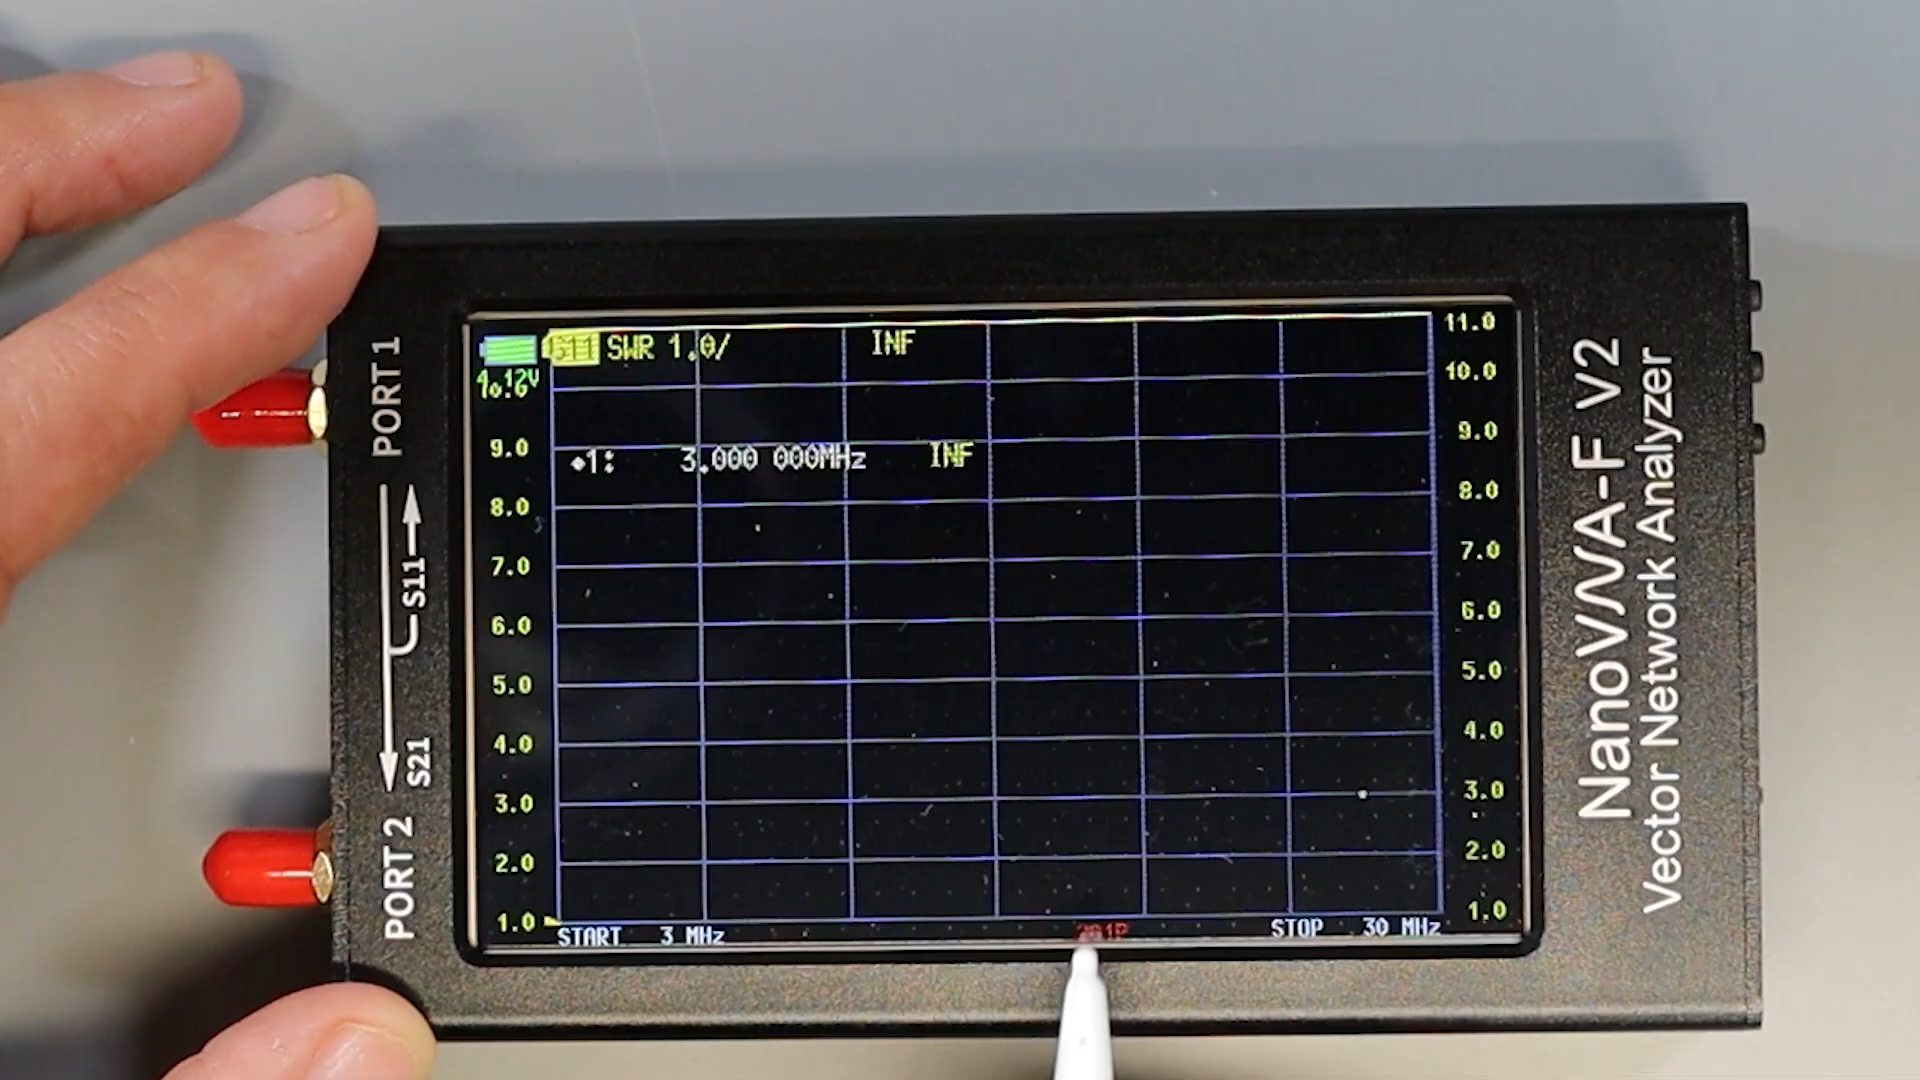 S11 SWR 1.0/ INF
11.0
10.0
9.0
◆1: 3.000 000MHz INF
9.0
8.0
8.0
7.0
7.0
6.0
6.0
5.0
5.0
4.0
4.0
3.0
3.0
2.0
2.0
1.0
1.0
START 3 MHz
STOP 30 MHz
PORT 1
S11
S21
PORT 2
NanoVNA-F V2
Vector Network Analyzer